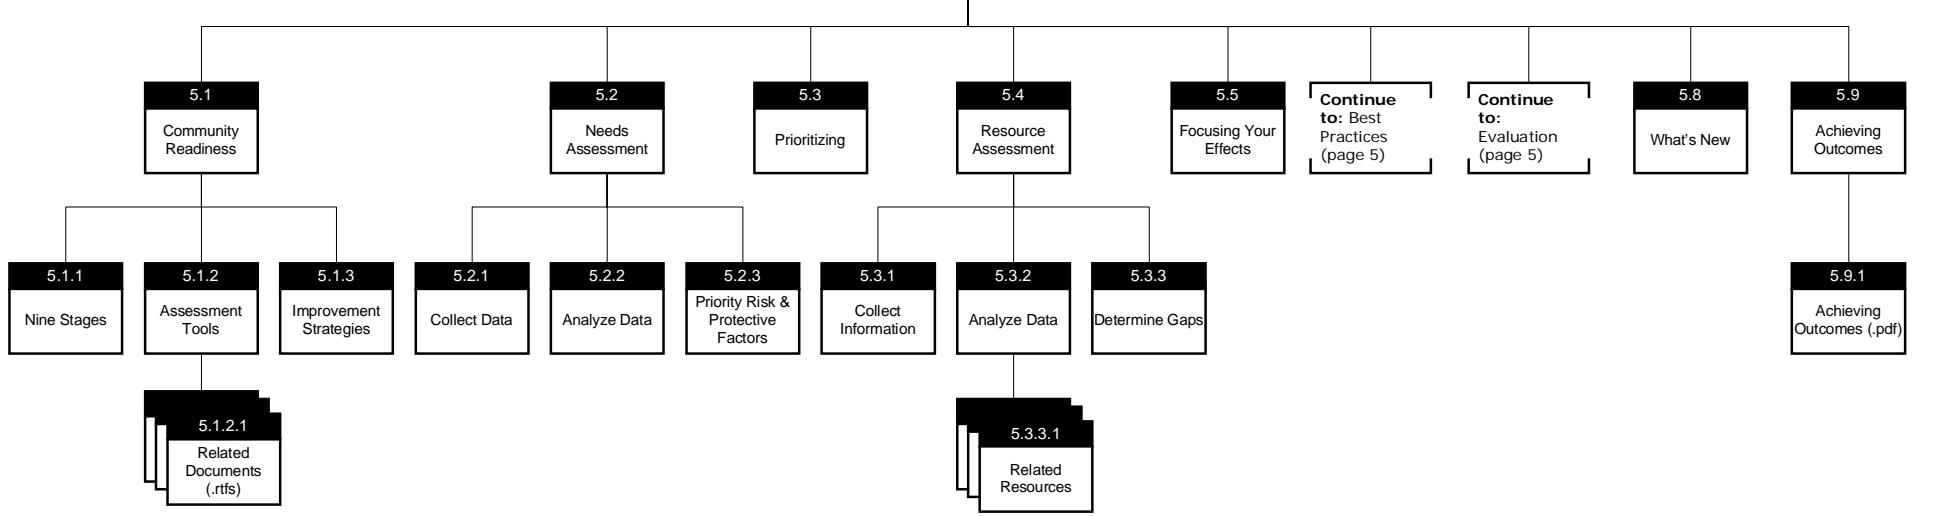 5.1
Community
Readiness
5.2
Needs
Assessment
5.3
Prioritizing
5.4
Resource
Assessment
5.5
Focusing Your
Effects
Continue
to: Best
Practices
(page 5)
Continue
to:
Evaluation
(page 5)
5.8
What's New
5.9
Achieving
Outcomes
5.1.1
Nine Stages
5.1.2
Assessment
Tools
5.1.3
Improvement
Strategies
5.2.1
Collect Data
5.2.2
Analyze Data
5.2.3
Priority Risk &
Protective
Factors
5.3.1
Collect
Information
5.3.2
Analyze Data
5.3.3
Determine Gaps
5.9.1
Achieving
Outcomes (.pdf)
5.1.2.1
Related
Documents
(.rtfs)
5.3.3.1
Related
Resources